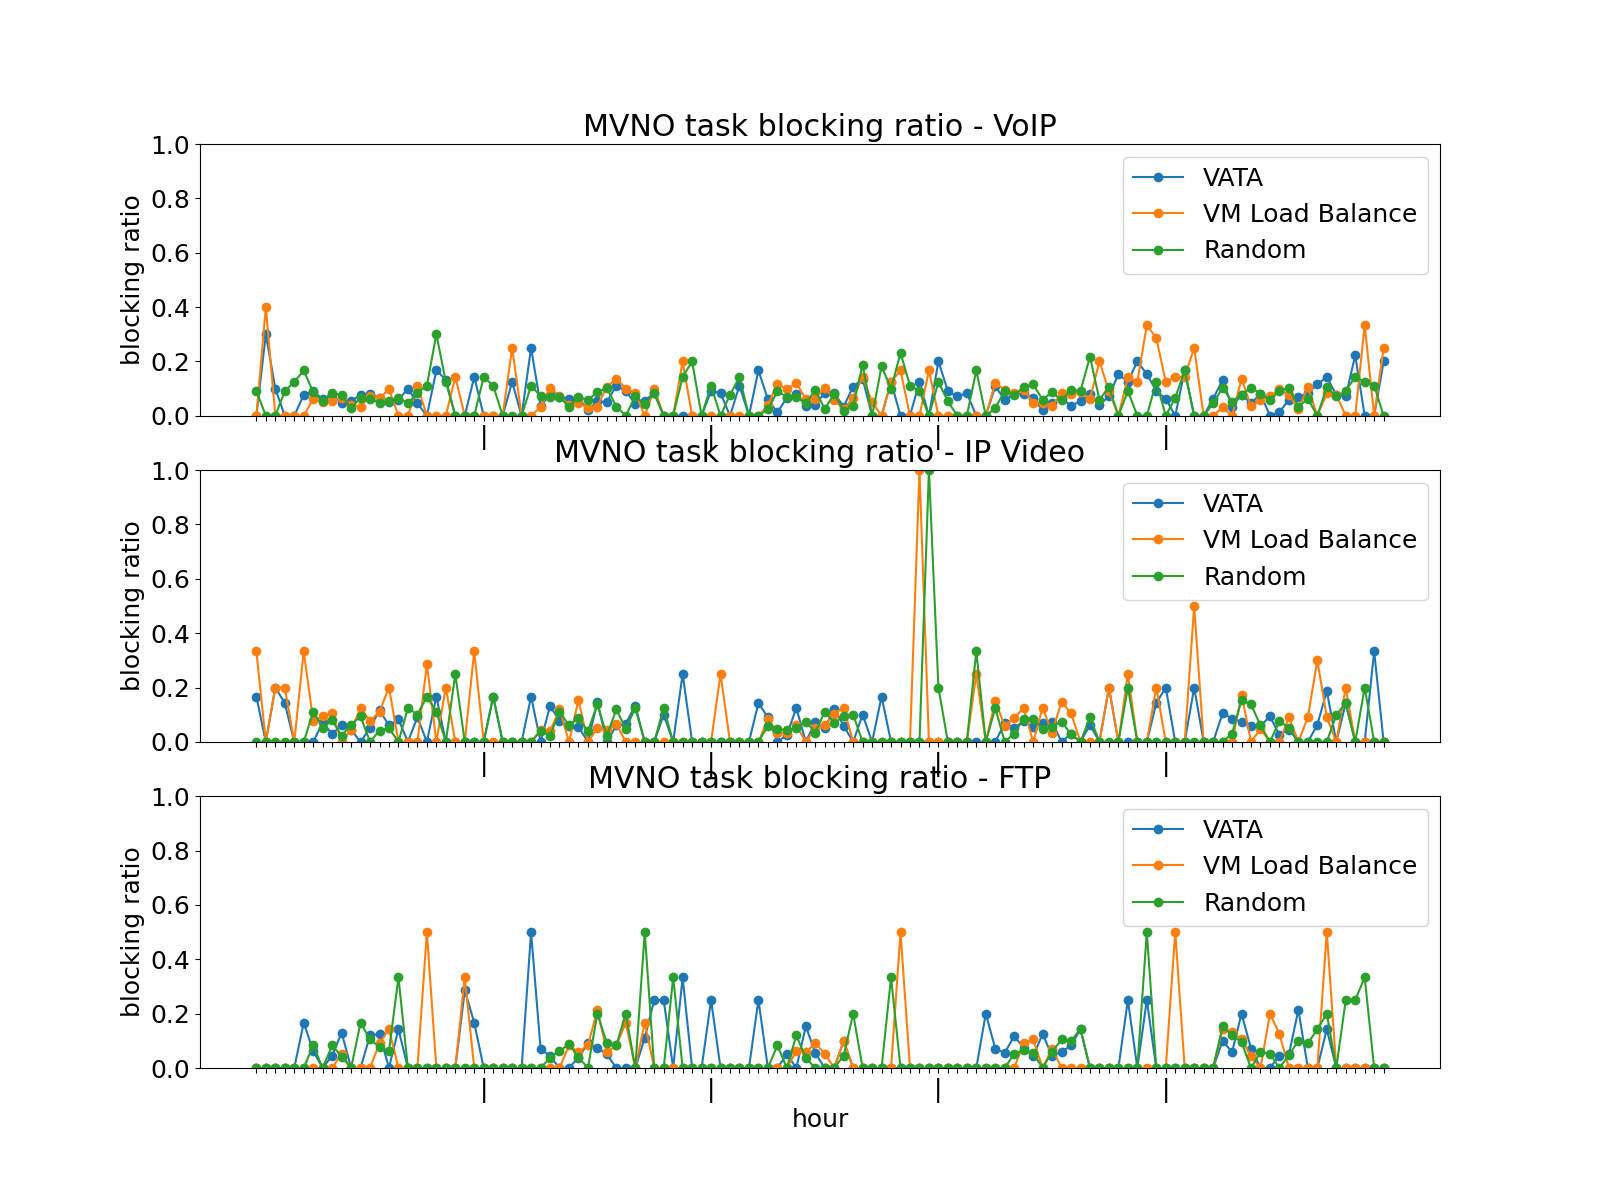 MVNO task blocking ratio - VoIP
1.0
0.8
0.6
0.4
0.2
0.0
blocking ratio
VATA
VM Load Balance
Random
MVNO task blocking ratio - IP Video
1.0
0.8
0.6
0.4
0.2
0.0
blocking ratio
VATA
VM Load Balance
Random
MVNO task blocking ratio - FTP
1.0
0.8
0.6
0.4
0.2
0.0
blocking ratio
VATA
VM Load Balance
Random
hour